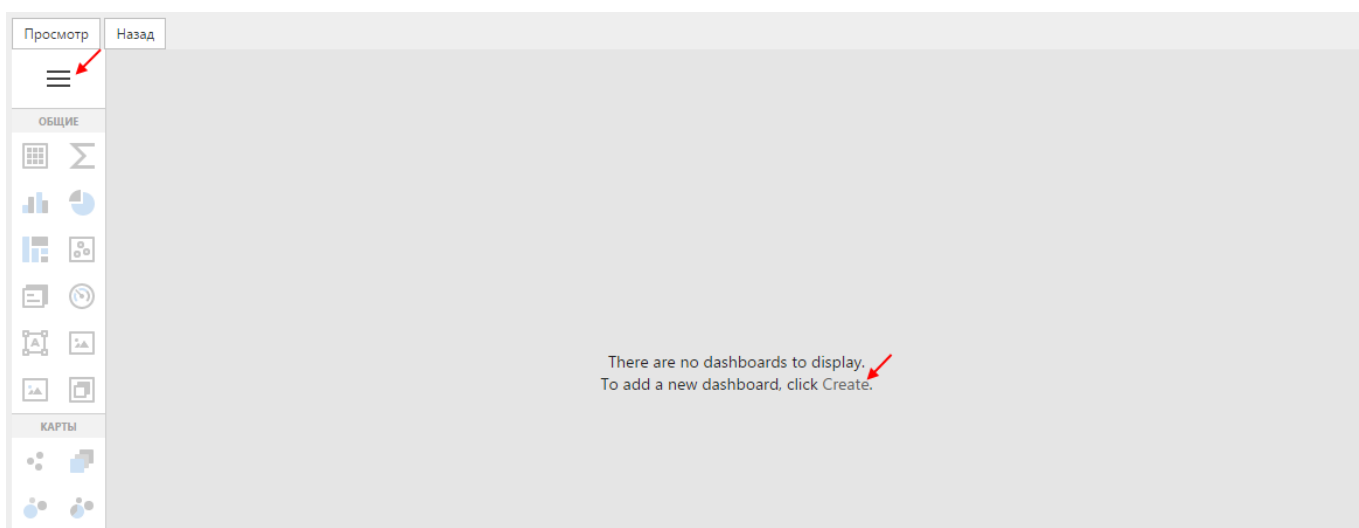 Просмотр Назад
ОБЩИЕ
A
There are no dashboards to display.
To add a new dashboard, click Create.
КАРТЫ